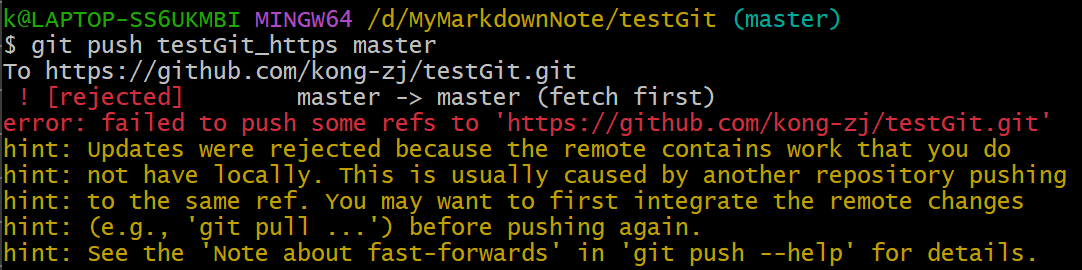 k@LAPTOP-SS6UKMBI MINGW64 /d/MyMarkdownNote/testGit (master)
$ git push testGit_https master
To https://github.com/kong-zj/testGit.git
 ! [rejected]        master -> master (fetch first)
error: failed to push some refs to 'https://github.com/kong-zj/testGit.git'
hint: Updates were rejected because the remote contains work that you do
hint: not have locally. This is usually caused by another repository pushing
hint: to the same ref. You may want to first integrate the remote changes
hint: (e.g., 'git pull ...') before pushing again.
hint: See the 'Note about fast-forwards' in 'git push --help' for details.